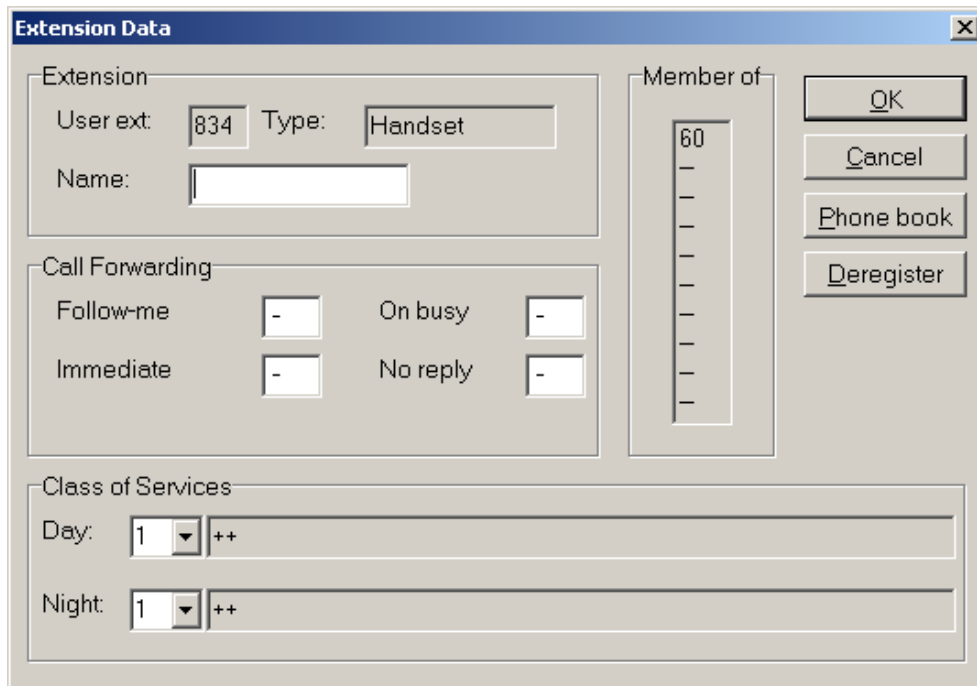 Extension Data
Extension
User ext: 834 Type: Handset
Name:
Call Forwarding
Follow-me - On busy -
Immediate - No reply -
Member of
60
–
–
–
–
–
–
–
–
–
OK
Cancel
Phone book
Deregister
Class of Services
Day: 1 ++
Night: 1 ++